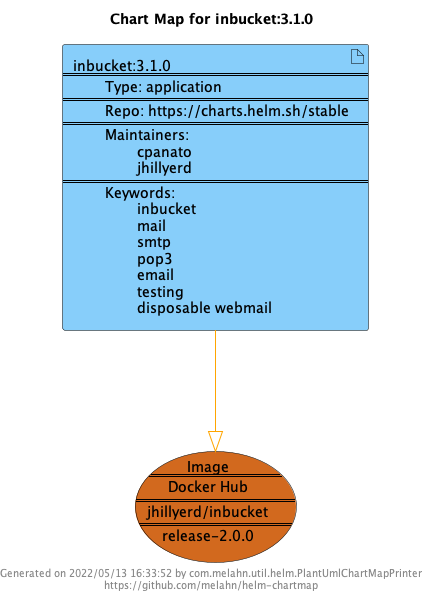 Chart Map for inbucket:3.1.0
inbucket:3.1.0
Type: application
Repo: https://charts.helm.sh/stable
Maintainers:
cpanato
jhillyerd
Keywords:
inbucket
mail
smtp
pop3
email
testing
disposable webmail
Image
Docker Hub
jhillyerd/inbucket
release-2.0.0
Generated on 2022/05/13 16:33:52 by com.melahn.util.helm.PlantUmlChartMapPrinter
https://github.com/melahn/helm-chartmap